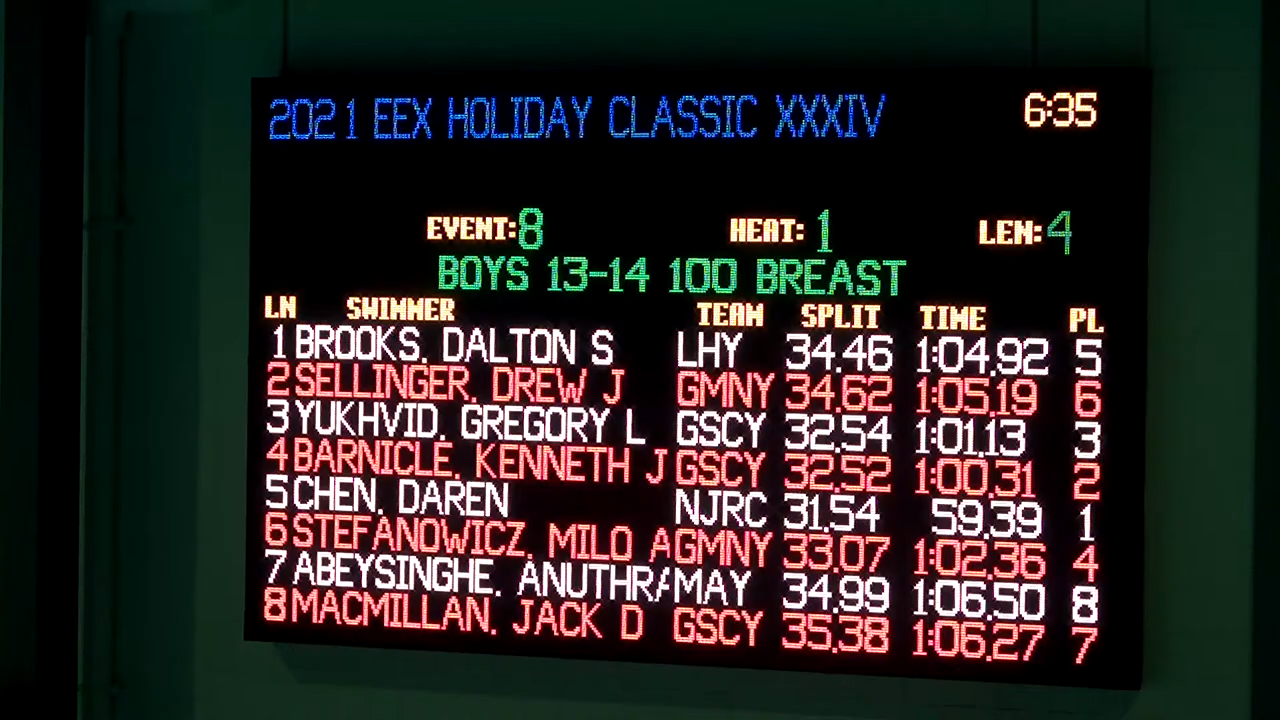 2021 EEX HOLIDAY CLASSIC XXXIV 6:35
EVENT:8 HEAT: 1 LEN:4
BOYS 13-14 100 BREAST
LN SWIMMER TEAM SPLIT TIME PL
1 BROOKS, DALTON S LHY 34.46 1:04.92 5
2 SELLINGER, DREW J GMNY 34.62 1:05.19 6
3 YUKHVID, GREGORY L GSCY 32.54 1:01.13 3
4 BARNICLE, KENNETH J GSCY 32.52 1:00.31 2
5 CHEN, DAREN NJRC 31.54 59.39 1
6 STEFANOWICZ, MILO A GMNY 33.07 1:02.36 4
7 ABEYSINGHE, ANUTHRA MAY 34.99 1:06.50 8
8 MACMILLAN, JACK D GSCY 35.38 1:06.27 7